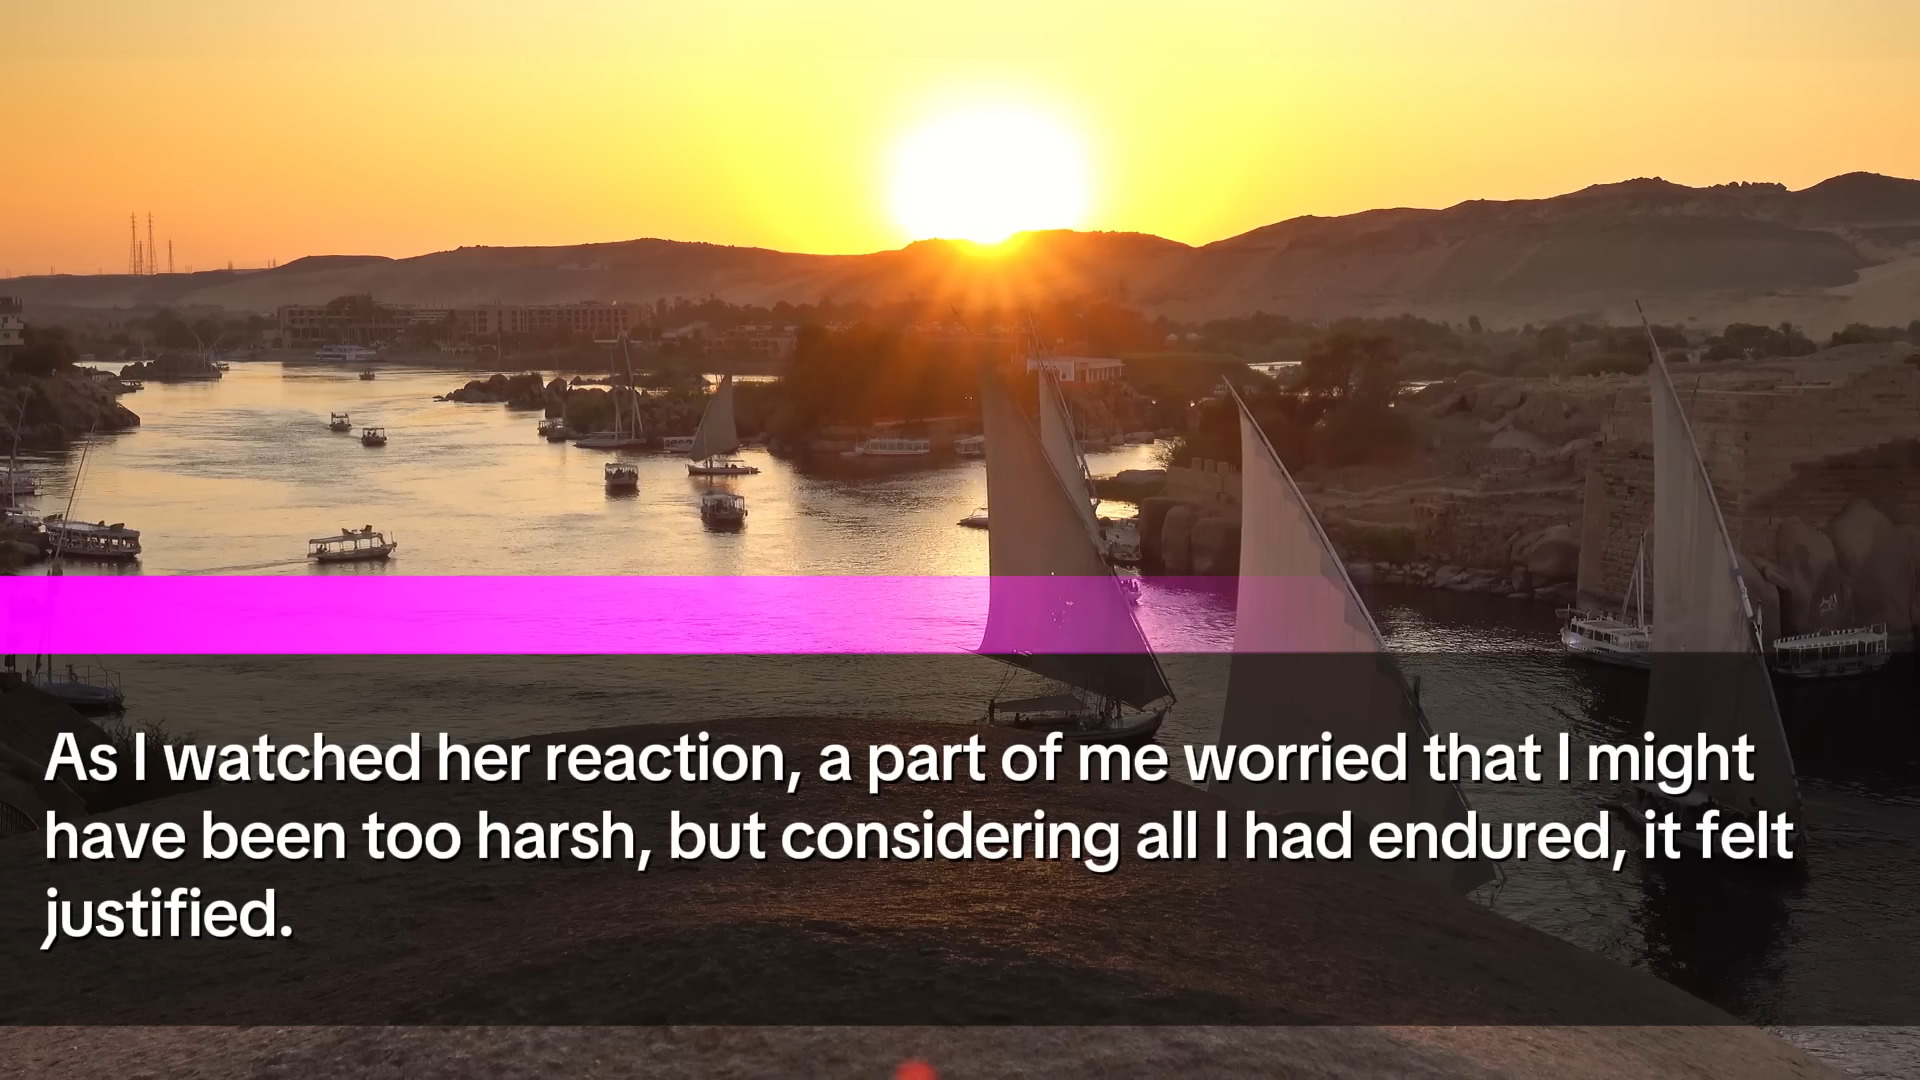 As I watched her reaction, a part of me worried that I might
have been too harsh, but considering all I had endured, it felt
justified.